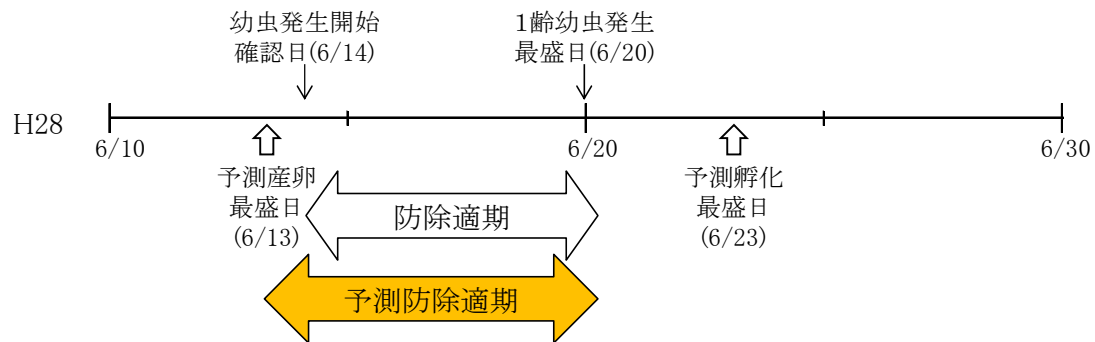 幼虫発生開始
確認日(6/14)
1齢幼虫発生
最盛日(6/20)
H28
6/10
6/20
6/30
予測産卵
最盛日
(6/13)
予測孵化
最盛日
(6/23)
防除適期
予測防除適期